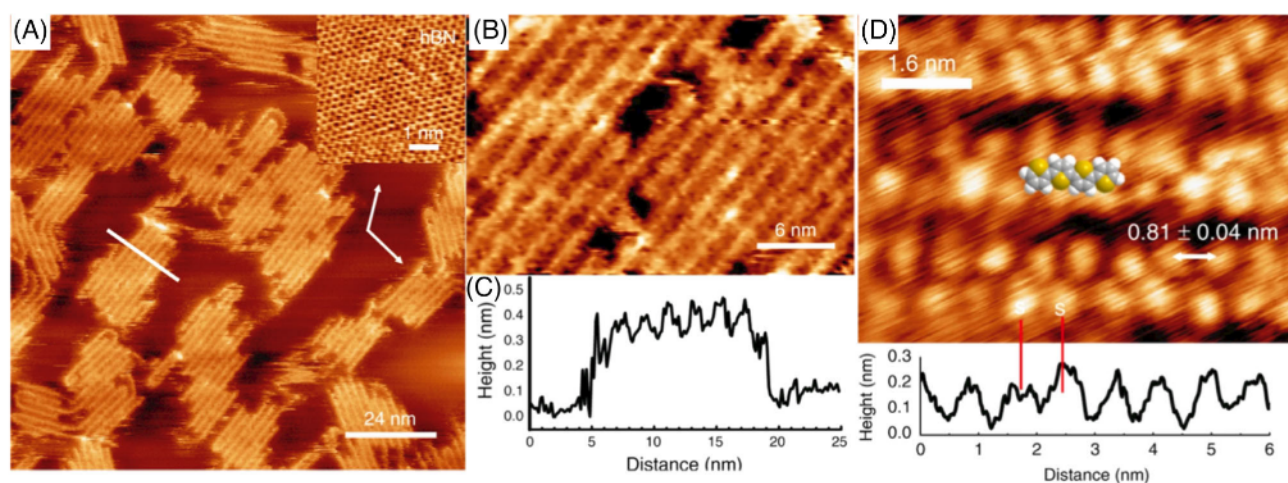 (A)
hBN
1 nm
24 nm
(B)
6 nm
(C)
Height (nm)
0.5
0.4
0.3
0.2
0.1
0.0
0 5 10 15 20 25
Distance (nm)
(D)
1.6 nm
0.81 ± 0.04 nm
S
Height (nm)
0.3
0.2
0.1
0.0
0 1 2 3 4 5 6
Distance (nm)